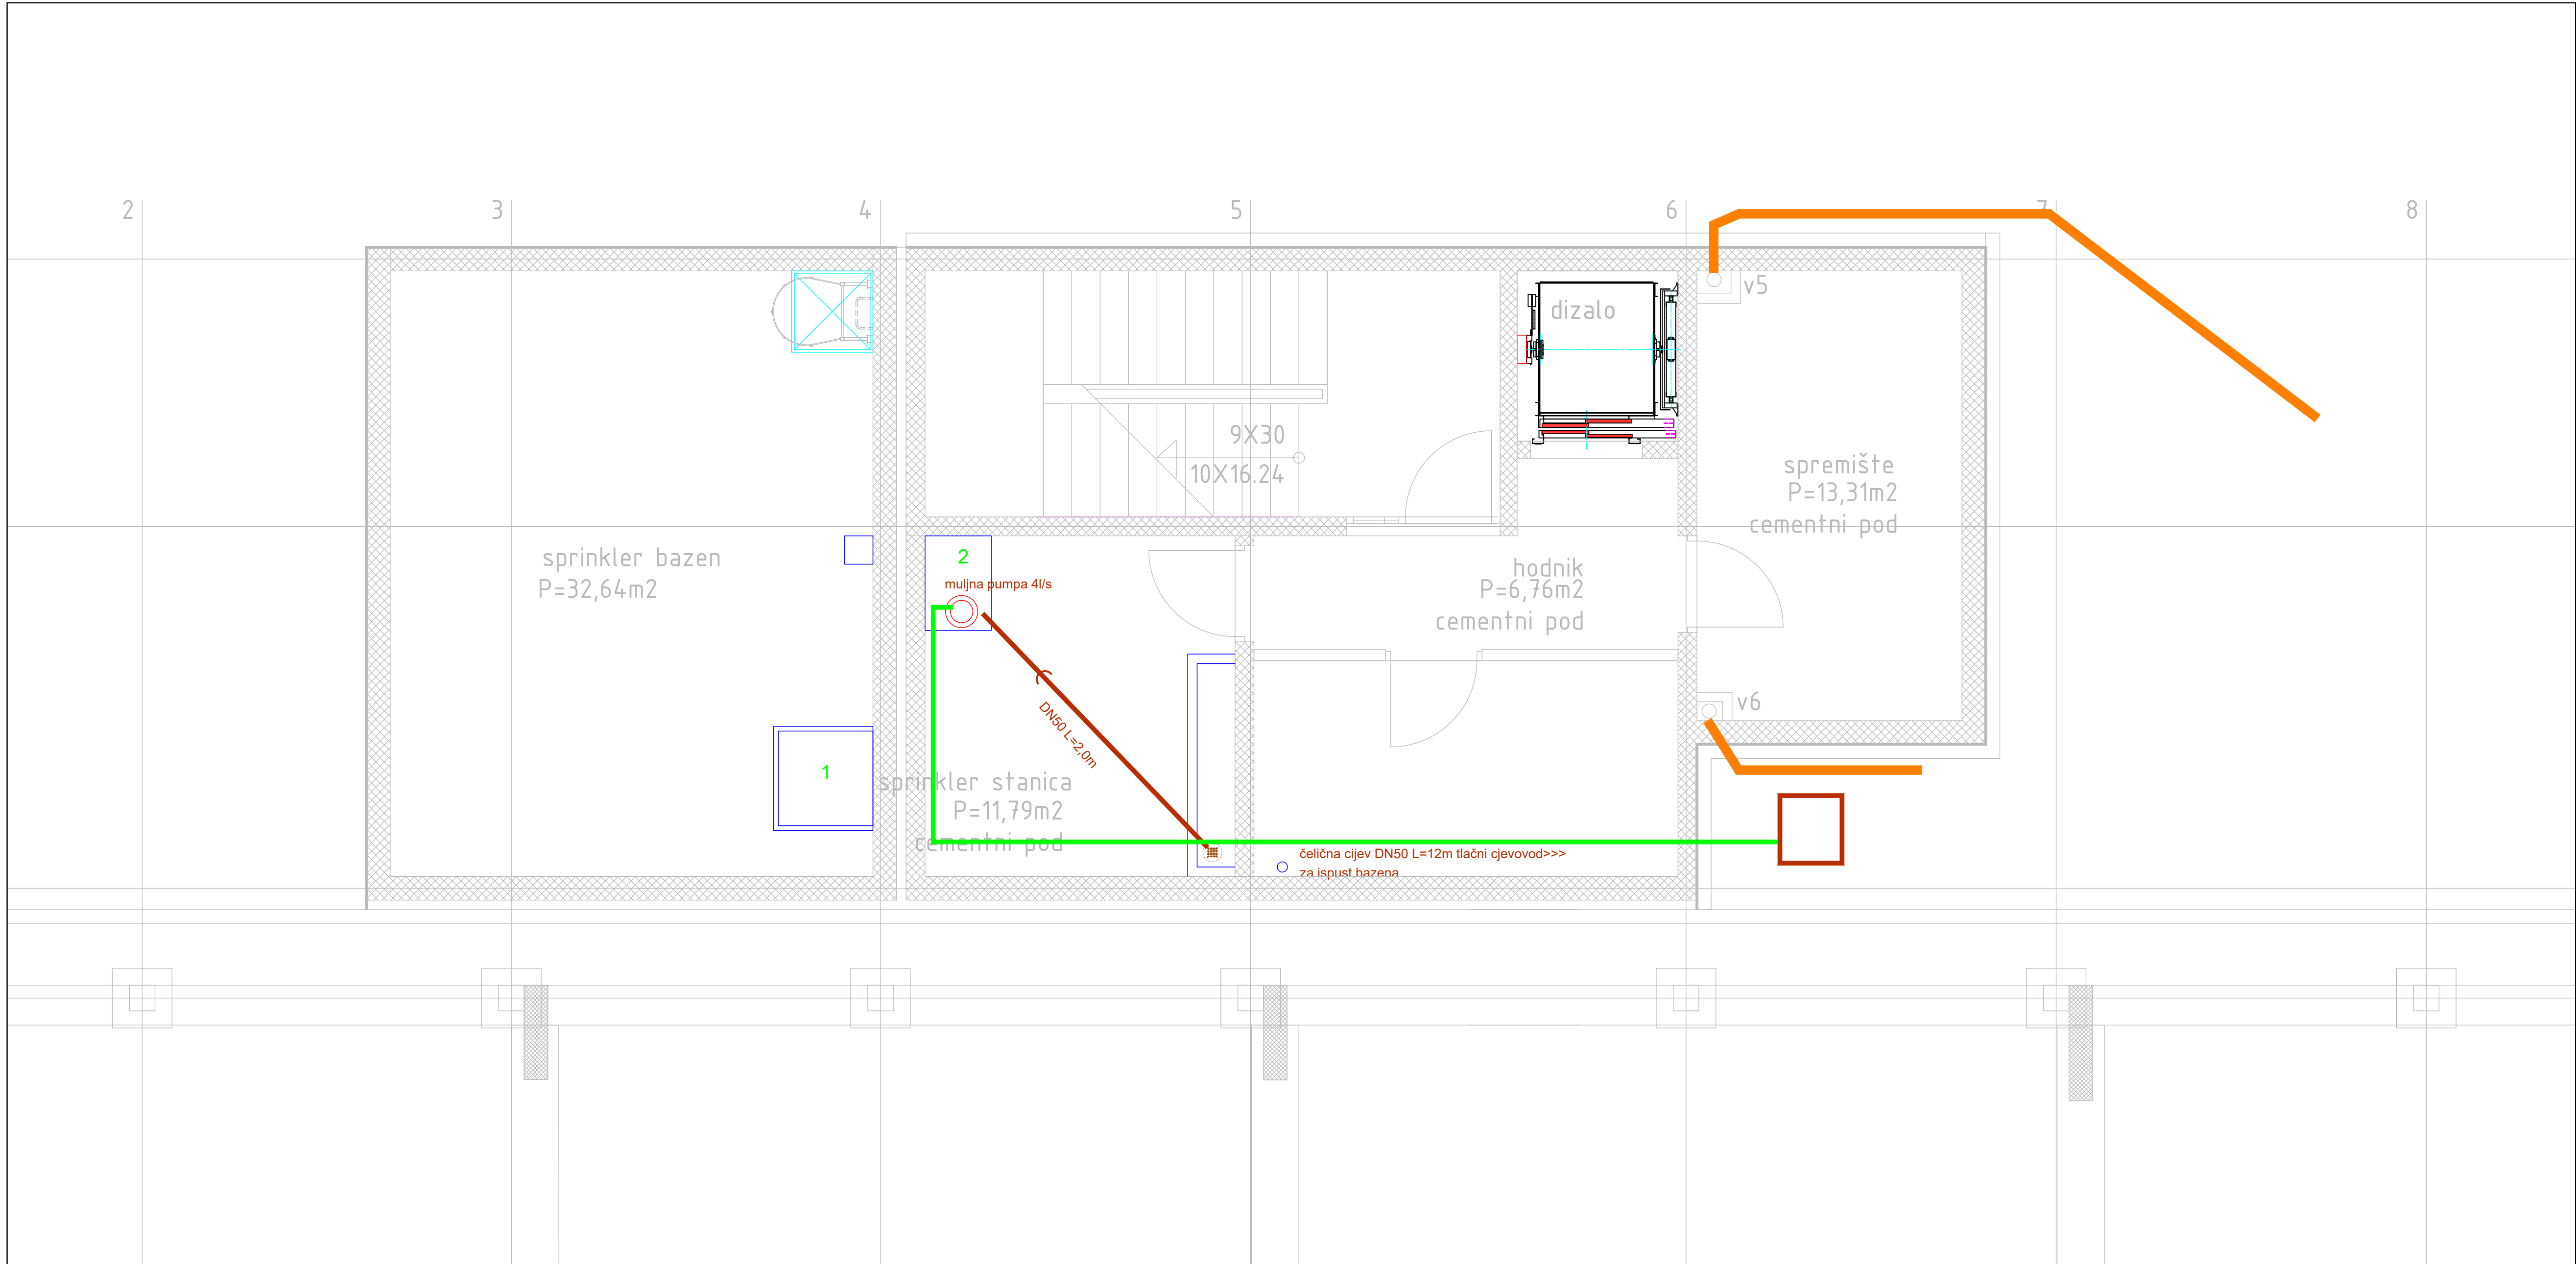 2
3
4
5
6
7
8
v5
dizalo
9X30
10X16.24
spremište
P=13,31m2
cementni pod
sprinkler bazen
P=32,64m2
2
muljna pumpa 4l/s
hodnik
P=6,76m2
cementni pod
v6
DN50 L=2,0m
1
sprinkler stanica
P=11,79m2
cementni pod
čelična cijev DN50 L=12m tlačni cjevovod>>>
za ispust bazena